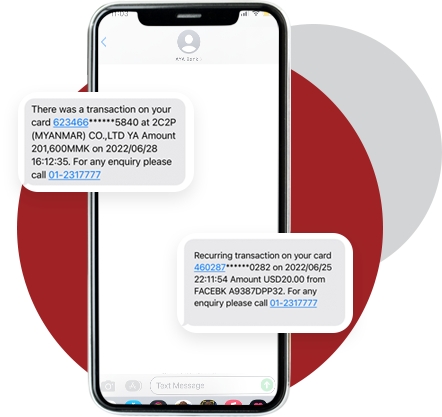 11:03
AYA Bank
There was a transaction on your
card 623466******5840 at 2C2P
(MYANMAR) CO.,LTD YA Amount
201,600MMK on 2022/06/28
16:12:35. For any enquiry please
call 01-2317777
Recurring transaction on your card
460287******0282 on 2022/06/25
22:11:54 Amount USD20.00 from
FACEBK A9387DPP32. For any
enquiry please call 01-2317777
Text Message